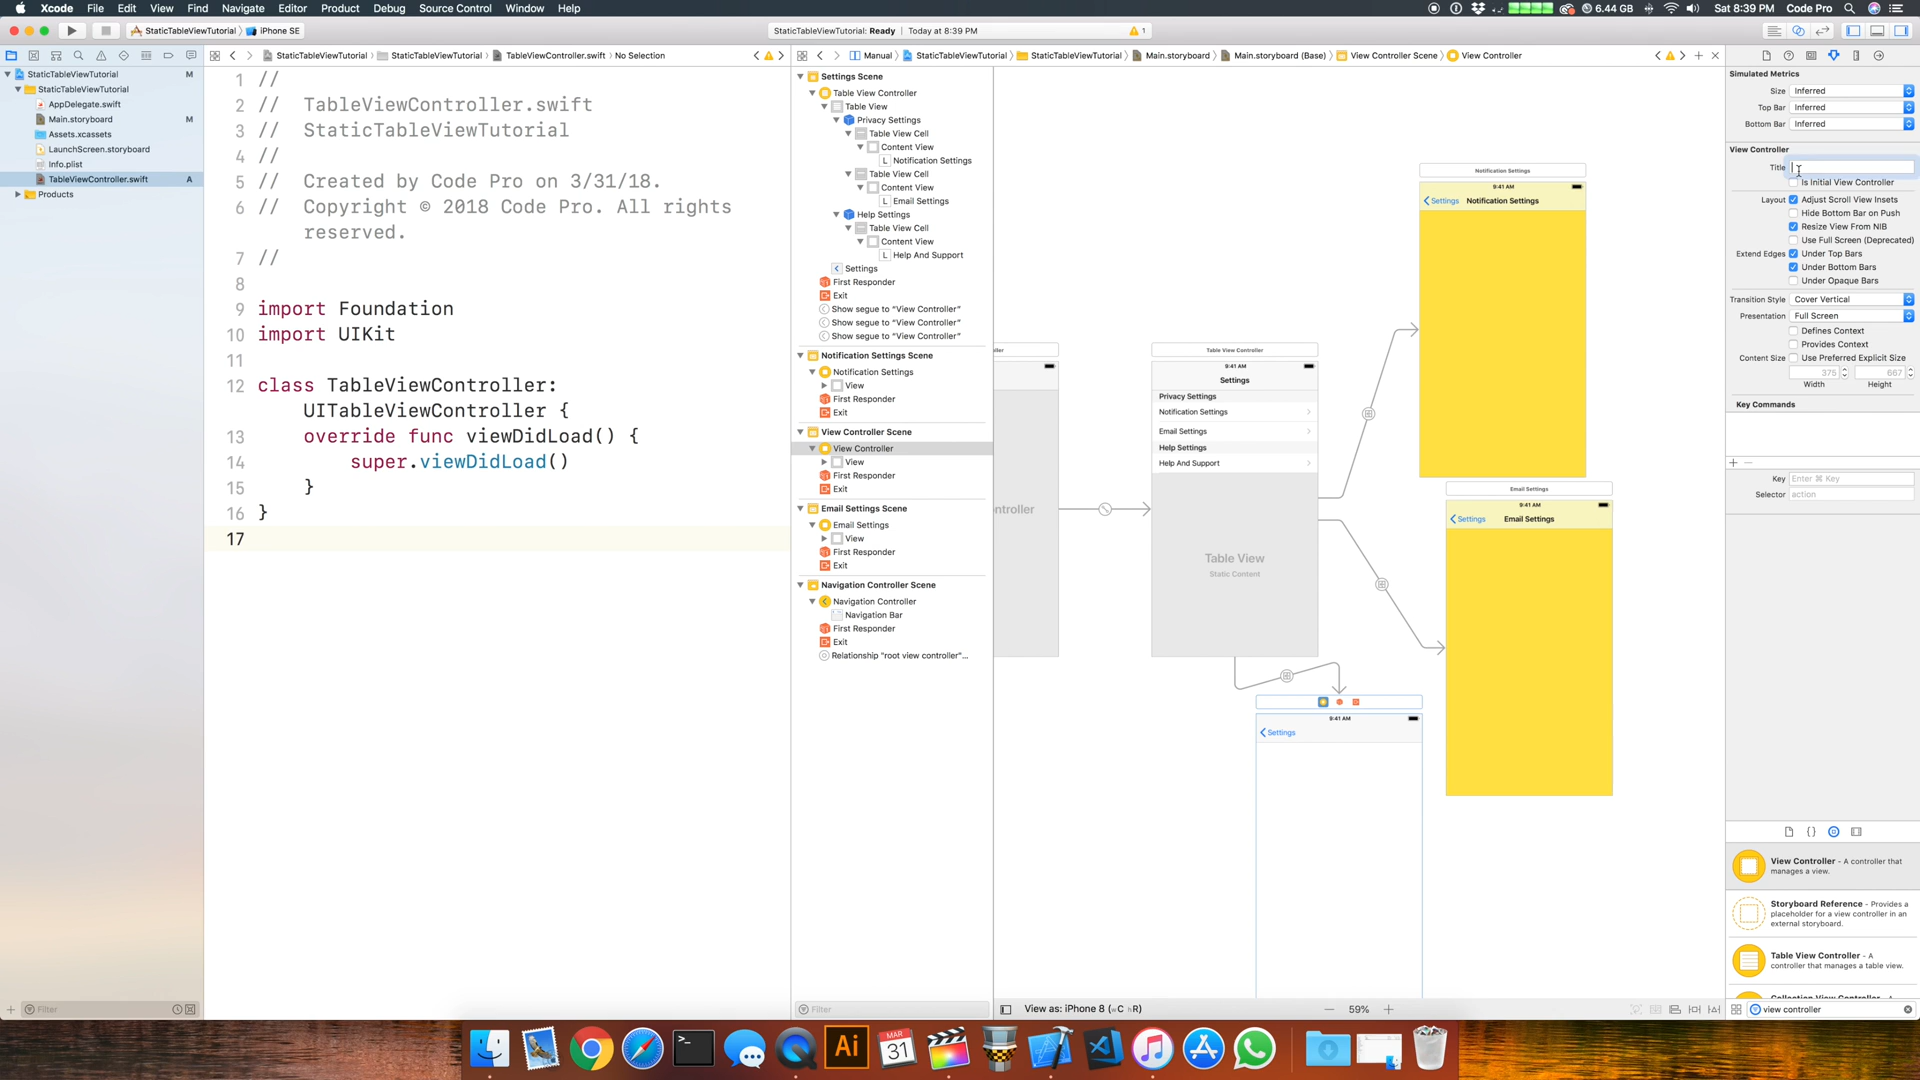 Xcode File Edit View Find Navigate Editor Product Debug Source Control Window Help
6.44 GB Sat 8:39 PM Code Pro
StaticTableViewTutorial iPhone SE
StaticTableViewTutorial: Ready | Today at 8:39 PM
1
StaticTableViewTutorial M
StaticTableViewTutorial
AppDelegate.swift
Main.storyboard M
Assets.xcassets
LaunchScreen.storyboard
Info.plist
TableViewController.swift A
Products
Filter
StaticTableViewTutorial StaticTableViewTutorial TableViewController.swift No Selection
1 //
2 // TableViewController.swift
3 // StaticTableViewTutorial
4 //
5 // Created by Code Pro on 3/31/18.
6 // Copyright © 2018 Code Pro. All rights
reserved.
7 //
8
9 import Foundation
10 import UIKit
11
12 class TableViewController:
UITableViewController {
13 override func viewDidLoad() {
14 super.viewDidLoad()
15 }
16 }
17
Manual StaticTableViewTutorial StaticTableViewTutorial Main.storyboard Main.storyboard (Base) View Controller Scene View Controller
Settings Scene
Table View Controller
Table View
Privacy Settings
Table View Cell
Content View
L Notification Settings
Table View Cell
Content View
L Email Settings
Help Settings
Table View Cell
Content View
L Help And Support
Settings
First Responder
Exit
Show segue to “View Controller”
Show segue to “View Controller”
Show segue to “View Controller”
Notification Settings Scene
Notification Settings
View
First Responder
Exit
View Controller Scene
View Controller
View
First Responder
Exit
Email Settings Scene
Email Settings
View
First Responder
Exit
Navigation Controller Scene
Navigation Controller
Navigation Bar
First Responder
Exit
Relationship “root view controller”...
Filter
ller
ntroller
Table View Controller
9:41 AM
Settings
Privacy Settings
Notification Settings
Email Settings
Help Settings
Help And Support
Table View
Static Content
Notification Settings
9:41 AM
Settings Notification Settings
Email Settings
9:41 AM
Settings Email Settings
9:41 AM
Settings
View as: iPhone 8 (wC hR)
59%
Simulated Metrics
Size Inferred
Top Bar Inferred
Bottom Bar Inferred
View Controller
Title
Is Initial View Controller
Layout Adjust Scroll View Insets
Hide Bottom Bar on Push
Resize View From NIB
Use Full Screen (Deprecated)
Extend Edges Under Top Bars
Under Bottom Bars
Under Opaque Bars
Transition Style Cover Vertical
Presentation Full Screen
Defines Context
Provides Context
Content Size Use Preferred Explicit Size
375 667
Width Height
Key Commands
Key Enter ⌘ Key
Selector action
View Controller - A controller that
manages a view.
Storyboard Reference - Provides a
placeholder for a view controller in an
external storyboard.
Table View Controller - A
controller that manages a table view.
view controller
Ai
MAR
31